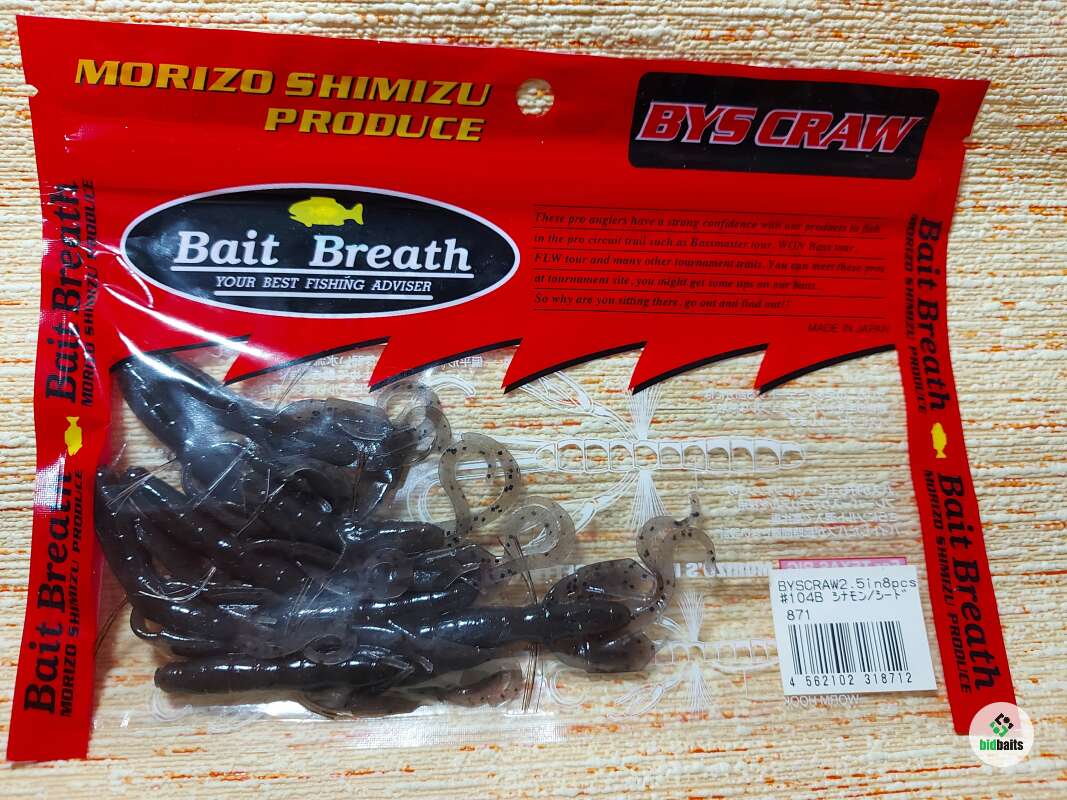 MORIZO SHIMIZU
PRODUCE
BYS CRAW
Bait Breath
YOUR BEST FISHING ADVISER
These pro anglers have a strong confidence with our products to fish
in the pro circuit trail such as Bassmaster tour. WGN Bass tour
FLW tour and many other tournament trails. You can meet these pros
at tournament site, you might get some tips on our baits.
So why are you sitting there, go out and find out!!
MADE IN JAPAN
Bait Breath
MORIZO SHIMIZU PRODUCE
Bait Breath
MORIZO SHIMIZU PRODUCE
Bait Breath
MORIZO SHIMIZU PRODUCE
Bait Breath
MORIZO SHIMIZU PRODUCE
BYSCRAW2.5in8pcs
#104B シナモン/シード
871
4 562102 318712
WORM HOOK
bidbaits